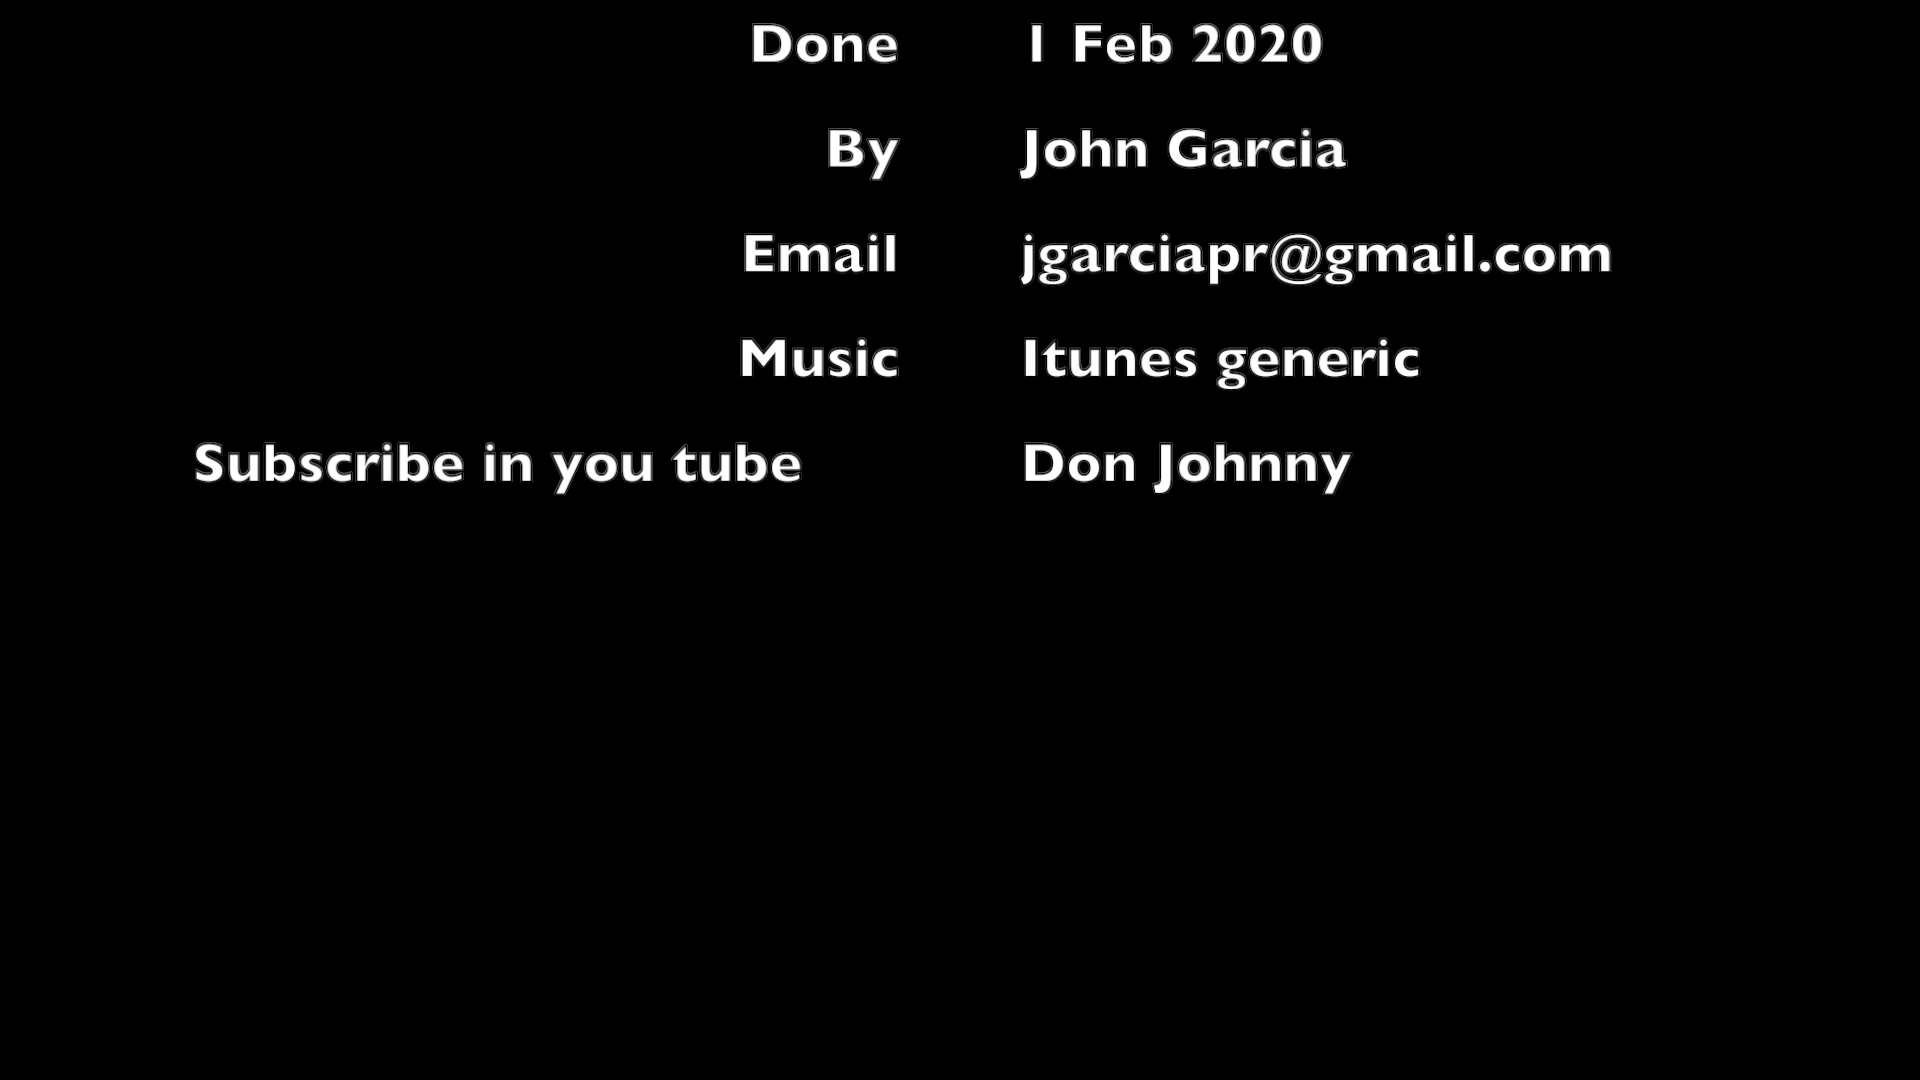 Done 1 Feb 2020
By John Garcia
Email jgarciapr@gmail.com
Music Itunes generic
Subscribe in you tube Don Johnny